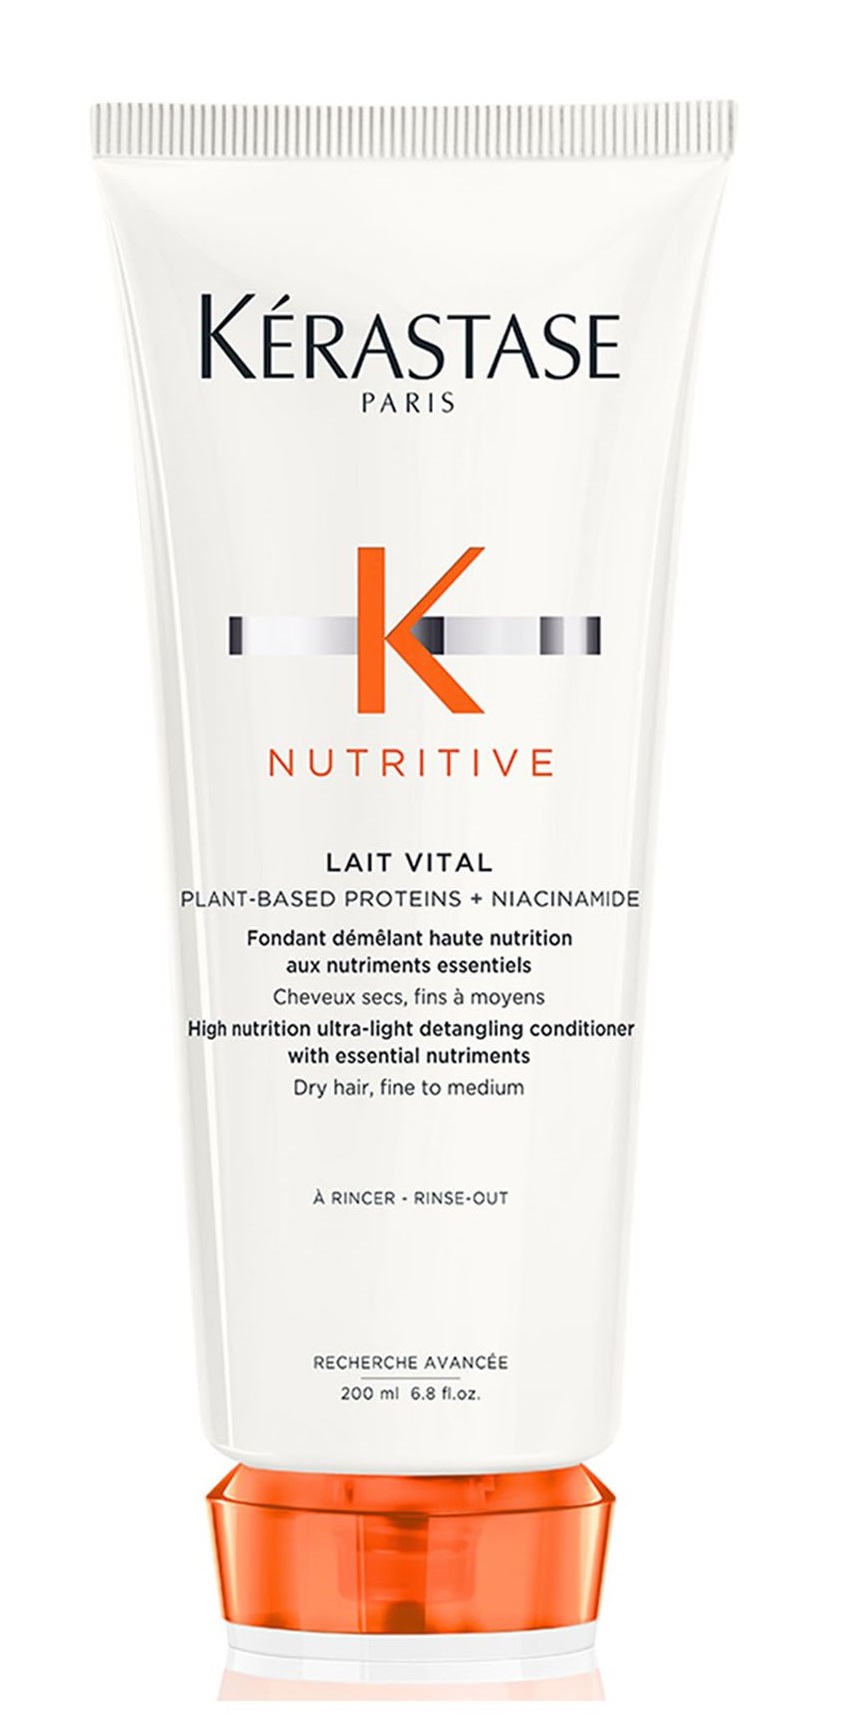 KÉRASTASE
PARIS
K
NUTRITIVE
LAIT VITAL
PLANT-BASED PROTEINS + NIACINAMIDE
Fondant démêlant haute nutrition
aux nutriments essentiels
Cheveux secs, fins à moyens
High nutrition ultra-light detangling conditioner
with essential nutriments
Dry hair, fine to medium
À RINCER - RINSE-OUT
RECHERCHE AVANCÉE
200 ml 6.8 fl.oz.